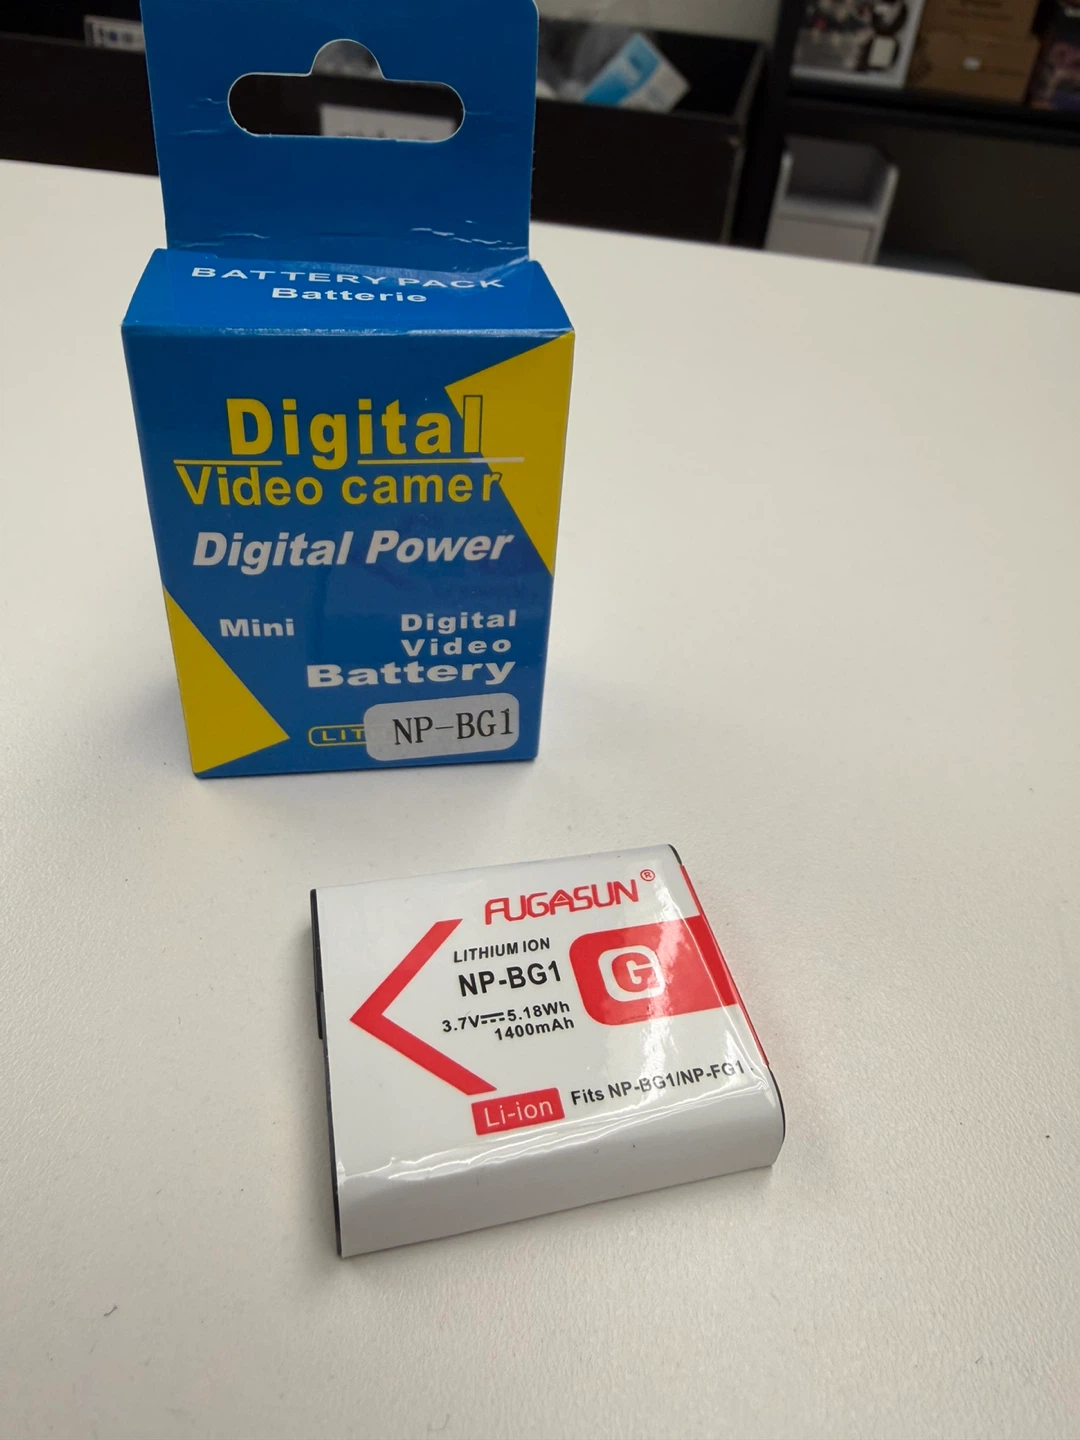 BATTERY PACK
Batterie
Digital
Video camer
Digital Power
Mini
Digital
Video
Battery
LIT
NP-BG1
FUGASUN®
LITHIUM ION
NP-BG1
3.7V⎓5.18Wh
1400mAh
G
Li-ion
Fits NP-BG1/NP-FG1